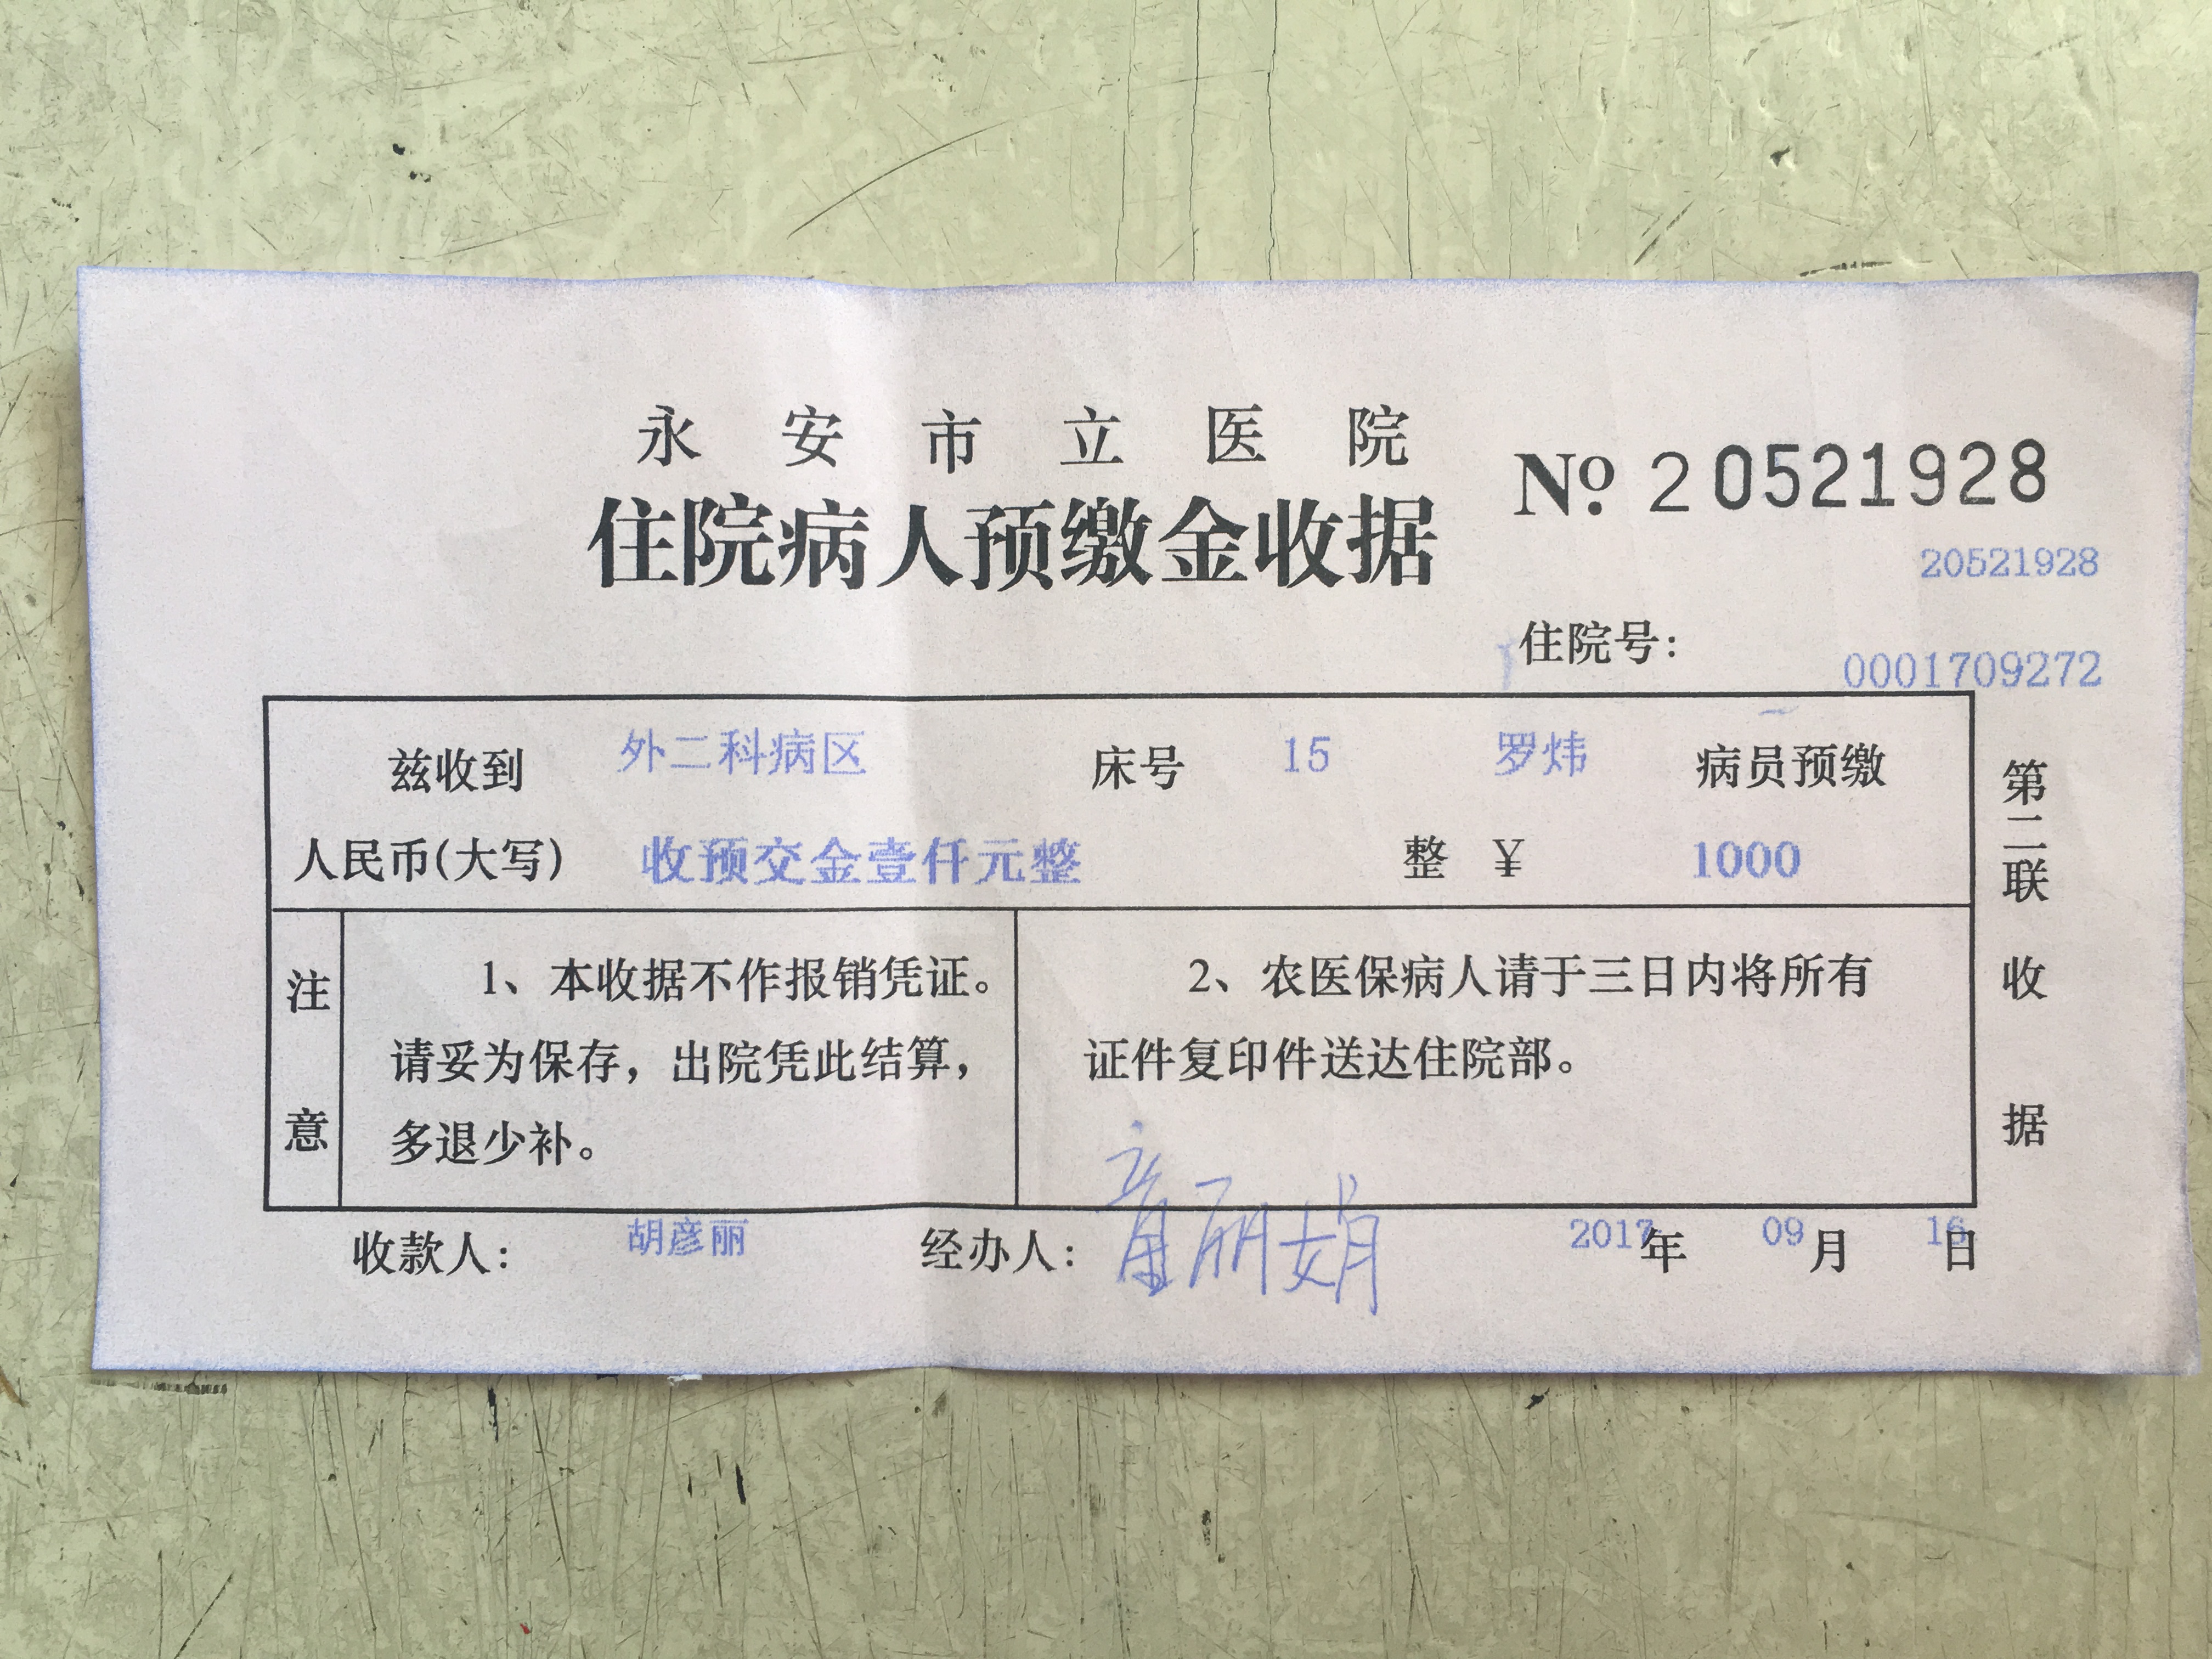 永安市立医院
住院病人预缴金收据
№ 20521928
20521928
住院号: 0001709272
兹收到 外二科病区 床号 15 罗炜 病员预缴
人民币(大写) 收预交金壹仟元整 整 ¥ 1000
注意
1、本收据不作报销凭证。
请妥为保存，出院凭此结算，
多退少补。
2、农医保病人请于三日内将所有
证件复印件送达住院部。
第二联
收据
收款人: 胡彦丽 经办人: 2017年 09月 16日